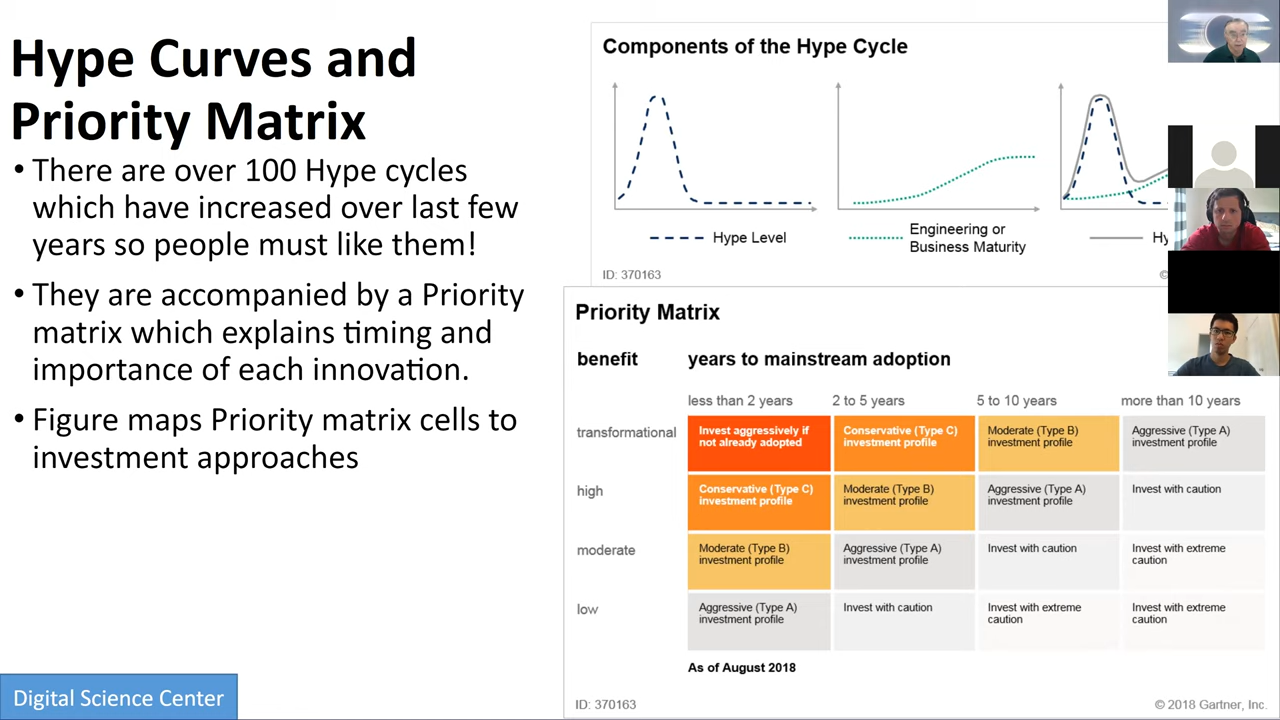 Hype Curves and
Priority Matrix
• There are over 100 Hype cycles
which have increased over last few
years so people must like them!
• They are accompanied by a Priority
matrix which explains timing and
importance of each innovation.
• Figure maps Priority matrix cells to
investment approaches
Digital Science Center
Components of the Hype Cycle
Hype Level
Engineering or
Business Maturity
Hy
ID: 370163
©
Priority Matrix
benefit years to mainstream adoption
less than 2 years 2 to 5 years 5 to 10 years more than 10 years
transformational
Invest aggressively if
not already adopted
Conservative (Type C)
investment profile
Moderate (Type B)
investment profile
Aggressive (Type A)
investment profile
high
Conservative (Type C)
investment profile
Moderate (Type B)
investment profile
Aggressive (Type A)
investment profile
Invest with caution
moderate
Moderate (Type B)
investment profile
Aggressive (Type A)
investment profile
Invest with caution
Invest with extreme
caution
low
Aggressive (Type A)
investment profile
Invest with caution
Invest with extreme
caution
Invest with extreme
caution
As of August 2018
ID: 370163
© 2018 Gartner, Inc.